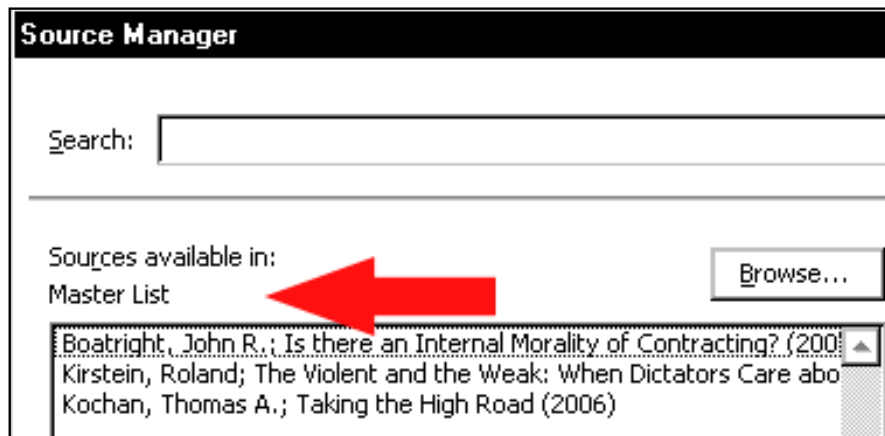 Source Manager
Search:
Sources available in:
Master List
Browse...
Boatright, John R.; Is there an Internal Morality of Contracting? (200
Kirstein, Roland; The Violent and the Weak: When Dictators Care abo
Kochan, Thomas A.; Taking the High Road (2006)